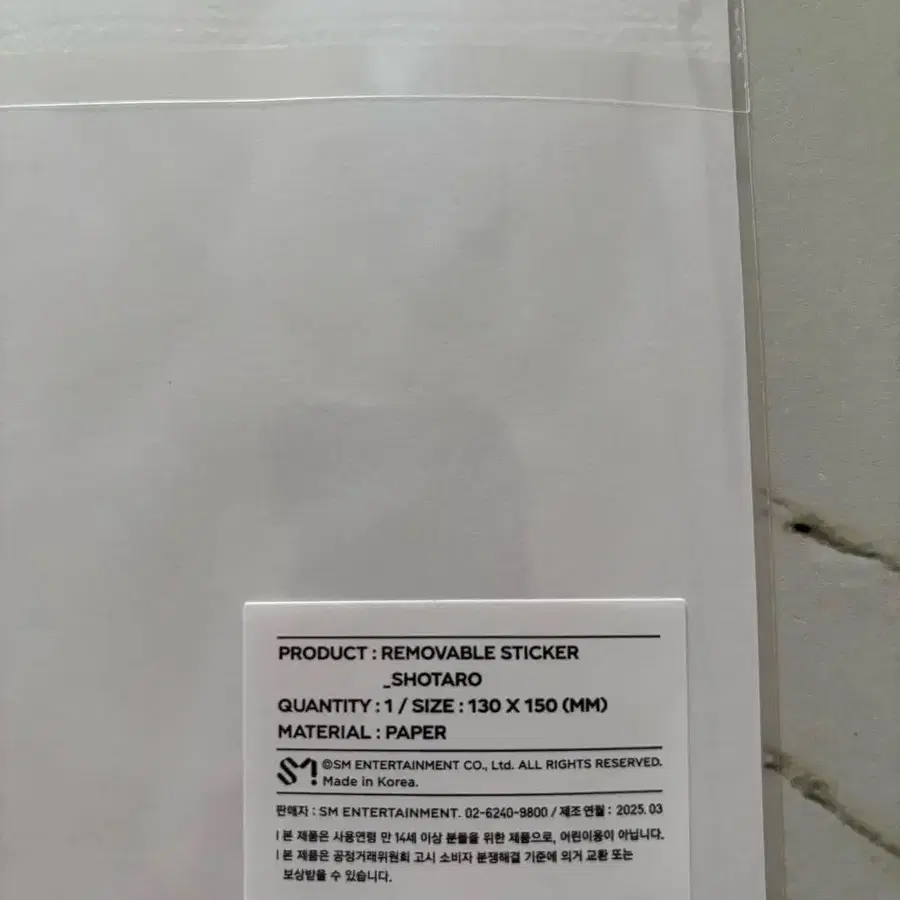 PRODUCT : REMOVABLE STICKER
_SHOTARO
QUANTITY : 1 / SIZE : 130 X 150 (MM)
MATERIAL : PAPER
SM! ©SM ENTERTAINMENT CO., Ltd. ALL RIGHTS RESERVED.
Made in Korea.
판매자 : SM ENTERTAINMENT. 02-6240-9800 / 제조 연월 : 2025. 03
| 본 제품은 사용연령 만 14세 이상 분들을 위한 제품으로, 어린이용이 아닙니다.
| 본 제품은 공정거래위원회 고시 소비자 분쟁해결 기준에 의거 교환 또는
보상받을 수 있습니다.